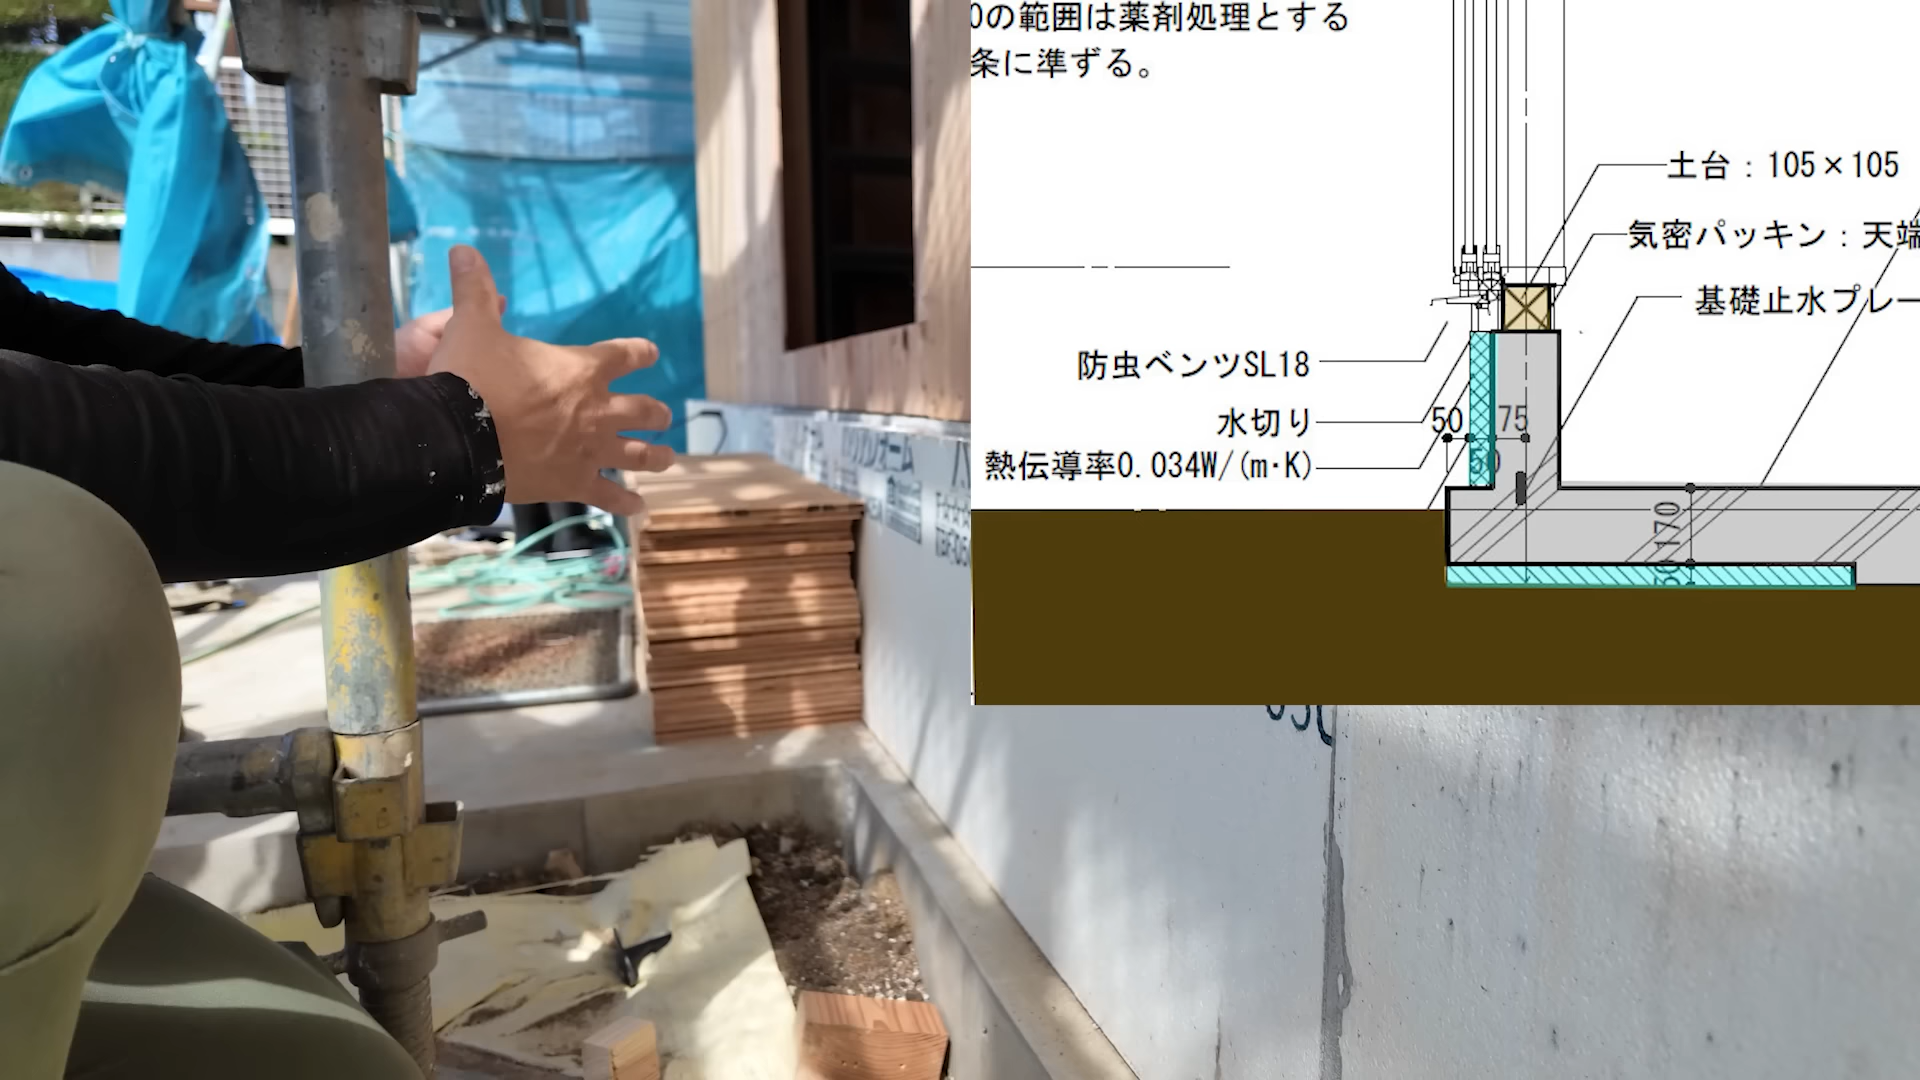 0の範囲は薬剤処理とする
条に準ずる。
土台：105×105
気密パッキン：天端
基礎止水プレー
防虫ベンツSL18
水切り
50
75
熱伝導率0.034W/(m·K)
50
170
50